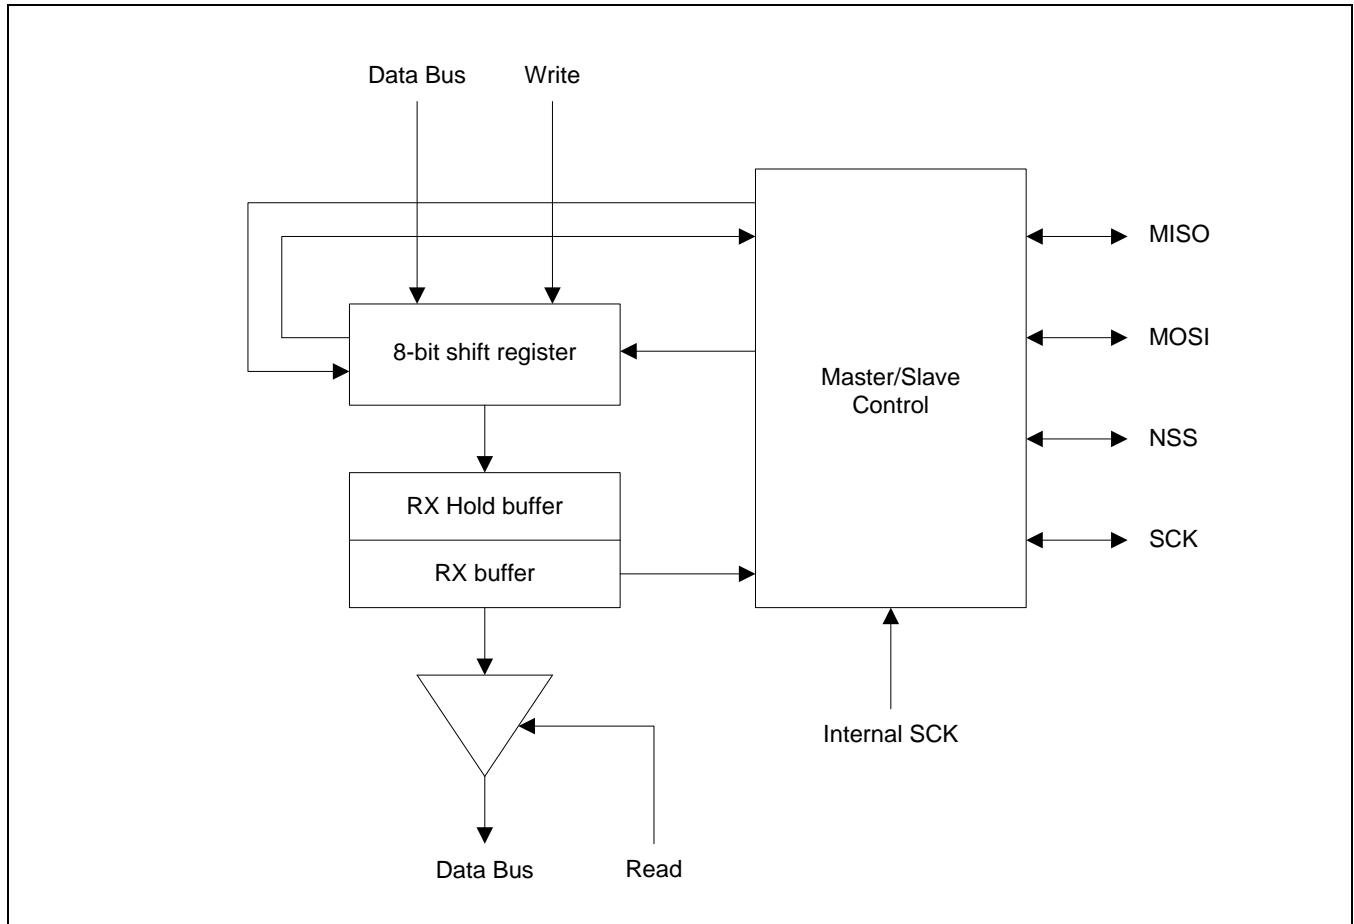 Data Bus
Write
MISO
MOSI
8-bit shift register
Master/Slave
Control
NSS
RX Hold buffer
SCK
RX buffer
Internal SCK
Data Bus
Read